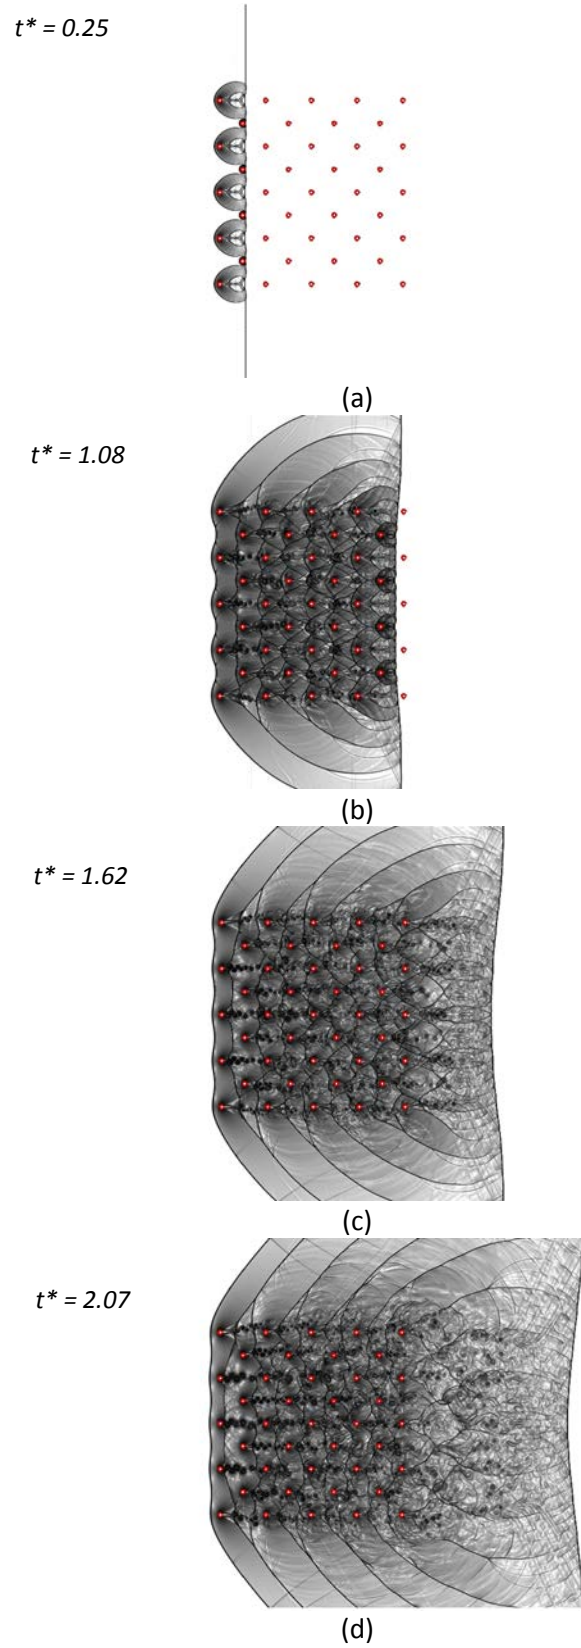 t* = 0.25
(a)
t* = 1.08
(b)
t* = 1.62
(c)
t* = 2.07
(d)